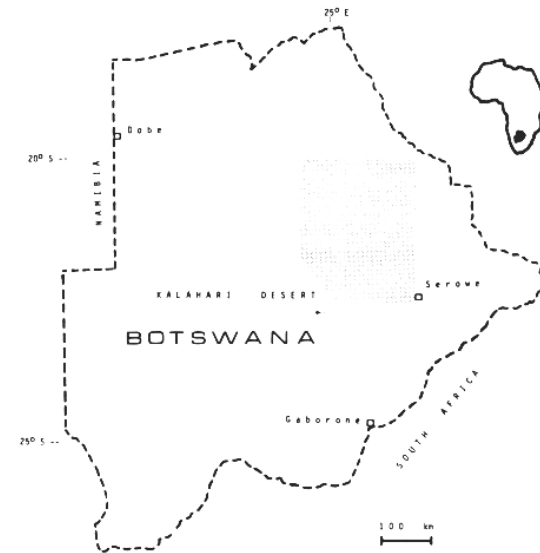 25° E
Dobe
20° S --
NAMIBIA
Serowe
KALAHARI DESERT
BOTSWANA
SOUTH AFRICA
Gaborone
25° S --
100 km